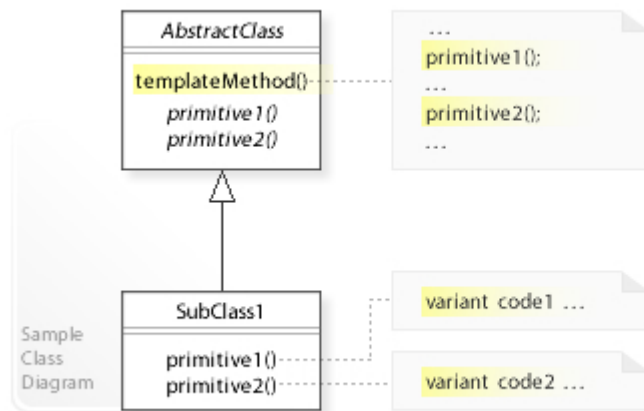 AbstractClass
templateMethod()
primitive1()
primitive2()
...
primitive1();
...
primitive2();
...
SubClass1
primitive1()
primitive2()
variant code1 ...
variant code2 ...
Sample
Class
Diagram